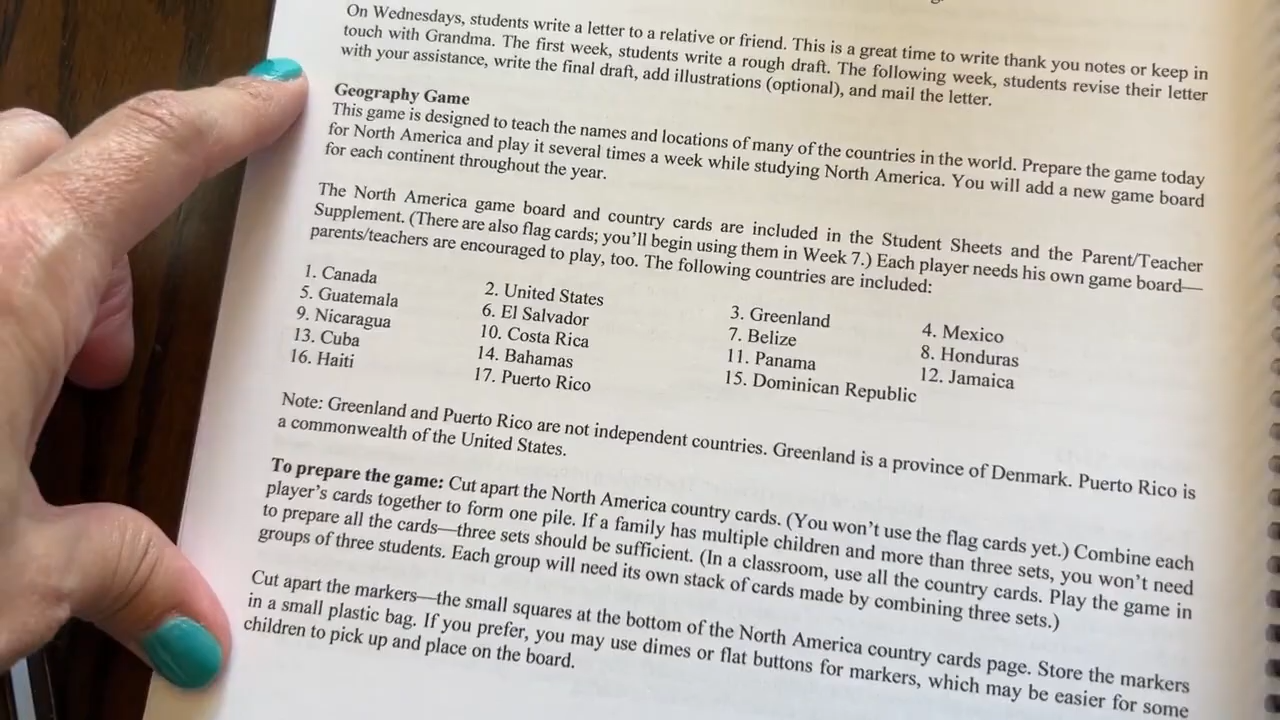 On Wednesdays, students write a letter to a relative or friend. This is a great time to write thank you notes or keep in
touch with Grandma. The first week, students write a rough draft. The following week, students revise their letter
with your assistance, write the final draft, add illustrations (optional), and mail the letter.
Geography Game
This game is designed to teach the names and locations of many of the countries in the world. Prepare the game today
for North America and play it several times a week while studying North America. You will add a new game board
for each continent throughout the year.
The North America game board and country cards are included in the Student Sheets and the Parent/Teacher
Supplement. (There are also flag cards; you'll begin using them in Week 7.) Each player needs his own game board—
parents/teachers are encouraged to play, too. The following countries are included:
1. Canada 2. United States 3. Greenland 4. Mexico
5. Guatemala 6. El Salvador 7. Belize 8. Honduras
9. Nicaragua 10. Costa Rica 11. Panama 12. Jamaica
13. Cuba 14. Bahamas 15. Dominican Republic
16. Haiti 17. Puerto Rico
Note: Greenland and Puerto Rico are not independent countries. Greenland is a province of Denmark. Puerto Rico is
a commonwealth of the United States.
To prepare the game: Cut apart the North America country cards. (You won't use the flag cards yet.) Combine each
player's cards together to form one pile. If a family has multiple children and more than three sets, you won't need
to prepare all the cards—three sets should be sufficient. (In a classroom, use all the country cards. Play the game in
groups of three students. Each group will need its own stack of cards made by combining three sets.)
Cut apart the markers—the small squares at the bottom of the North America country cards page. Store the markers
in a small plastic bag. If you prefer, you may use dimes or flat buttons for markers, which may be easier for some
children to pick up and place on the board.